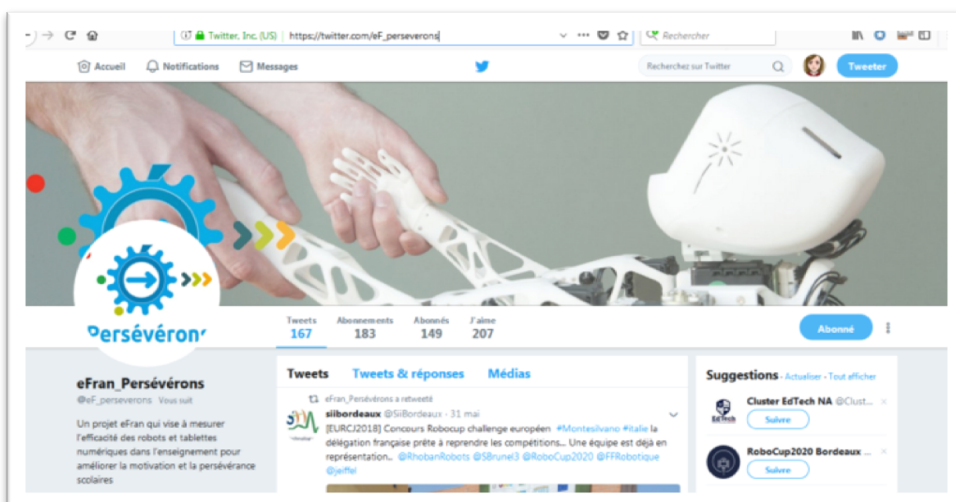 Twitter, Inc. (US) https://twitter.com/eF_perseverons Rechercher
Accueil Notifications Messages Recherchez sur Twitter Tweeter
Persévéron
Tweets Abonnements Abonnés J'aime
167 183 149 207
Abonné
eFran_Persévérons
@eF_perseverons Vous suit
Un projet eFran qui vise à mesurer
l'efficacité des robots et tablettes
numériques dans l'enseignement pour
améliorer la motivation et la persévérance
scolaires
Tweets Tweets & réponses Médias
eFran_Persévérons a retweeté
siibordeaux @SiiBordeaux · 31 mai
[EURCJ2018] Concours Robocup challenge européen #Montesilvano #italie la
délégation française prête à reprendre les compétitions... Une équipe est déjà en
représentation... @RhobanRobots @SBrunel3 @RoboCup2020 @FFRobotique
@jeiffel
Suggestions · Actualiser · Tout afficher
Cluster EdTech NA @Clust...
EdTech
Suivre
RoboCup2020 Bordeaux ...
Suivre